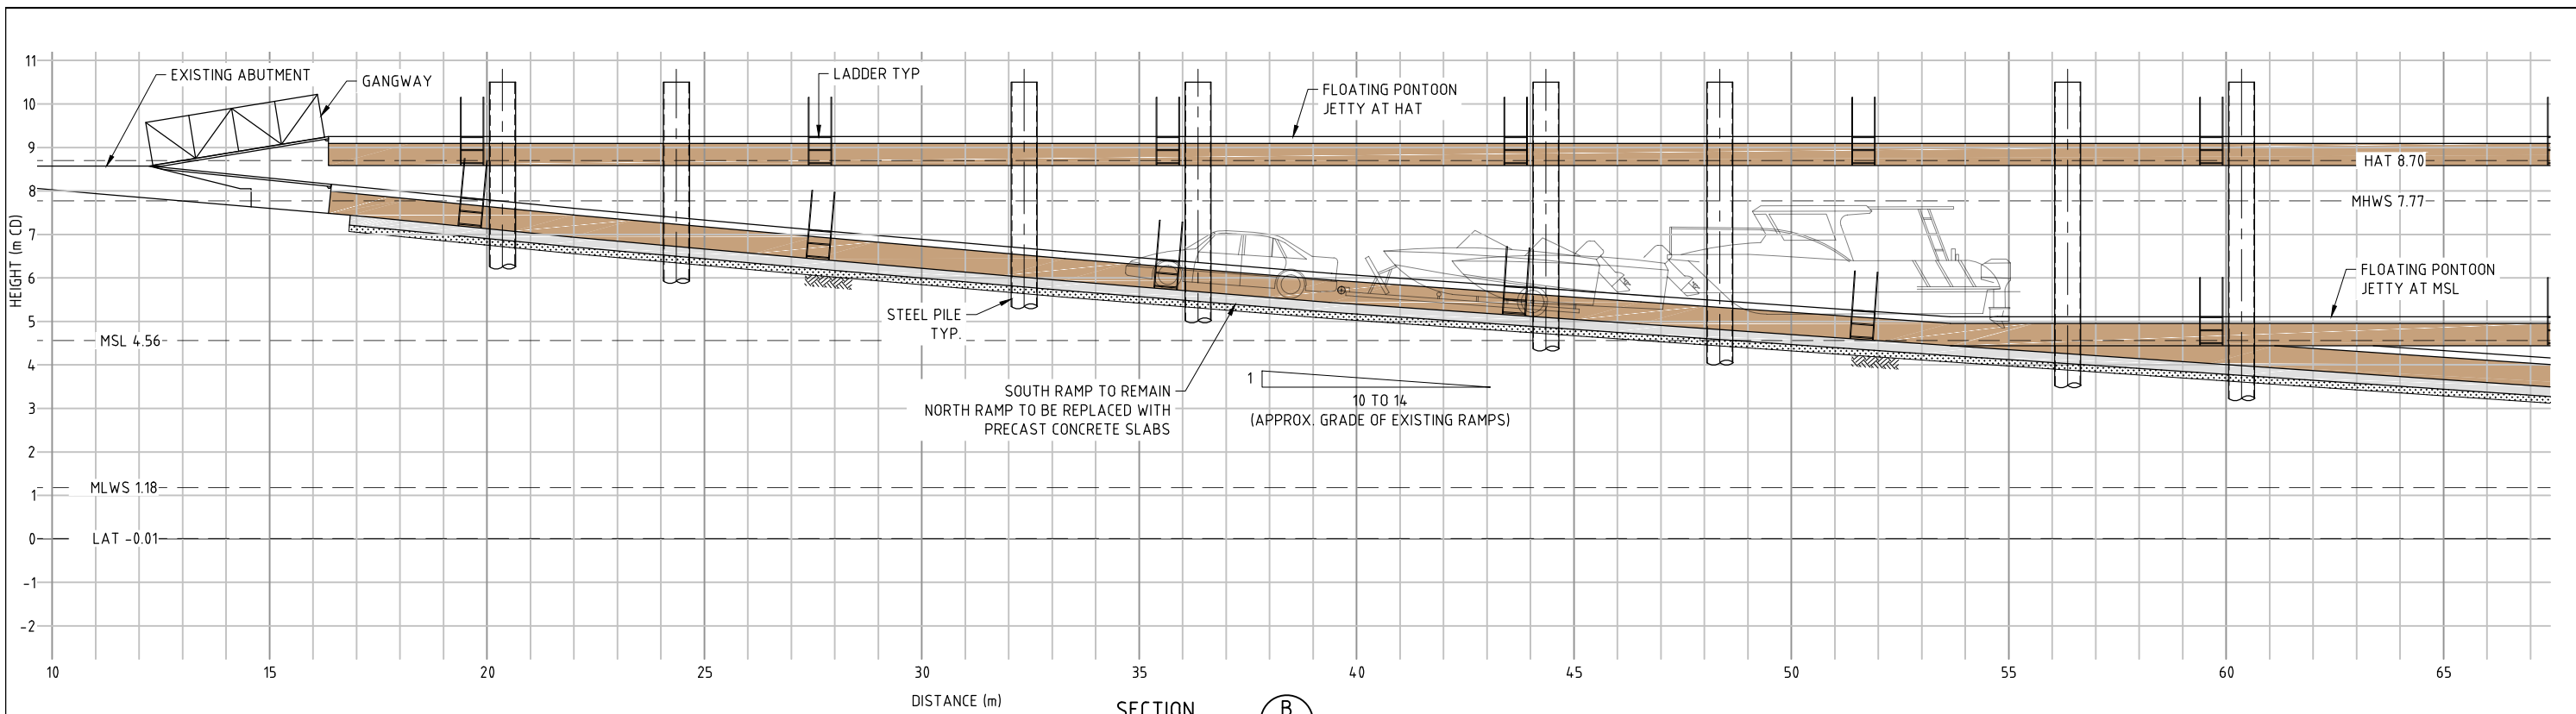 EXISTING ABUTMENT
GANGWAY
LADDER TYP
FLOATING PONTOON
JETTY AT HAT
HAT 8.70
MHWS 7.77
FLOATING PONTOON
JETTY AT MSL
STEEL PILE
TYP.
MSL 4.56
SOUTH RAMP TO REMAIN
NORTH RAMP TO BE REPLACED WITH
PRECAST CONCRETE SLABS
1
10 TO 14
(APPROX. GRADE OF EXISTING RAMPS)
MLWS 1.18
LAT -0.01
HEIGHT (m CD)
11
10
9
8
7
6
5
4
3
2
1
0
-1
-2
10 15 20 25 30 35 40 45 50 55 60 65
DISTANCE (m)
SECTION B